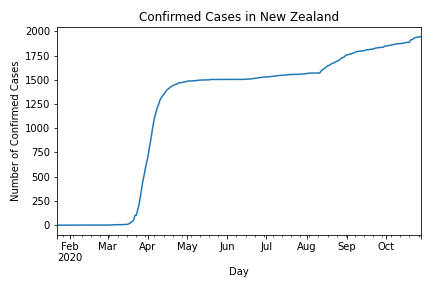 Confirmed Cases in New Zealand
Number of Confirmed Cases
2000
1750
1500
1250
1000
750
500
250
0
Feb Mar Apr May Jun Jul Aug Sep Oct
2020
Day